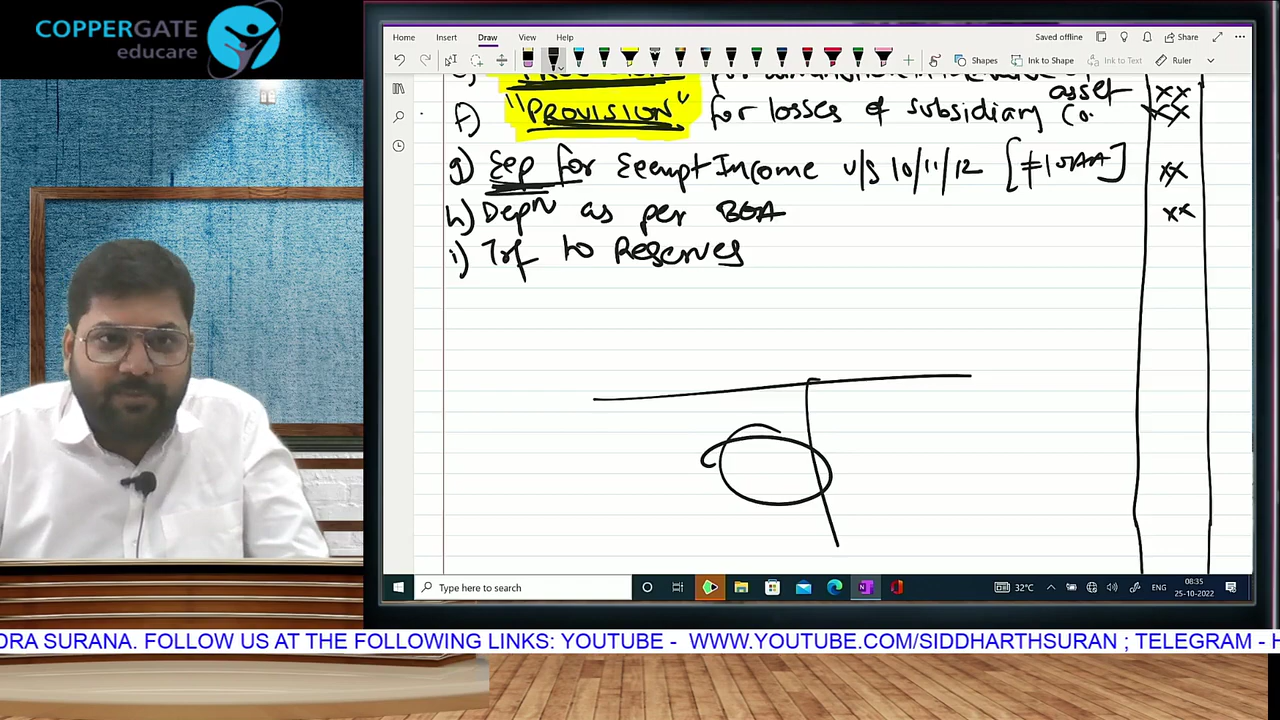 COPPERGATE
educare
Home Insert Draw View Help
Saved offline
Share
Shapes
Ink to Shape
Ink to Text
Ruler
asset xx
f) "PROVISION" for losses of subsidiary Co. xx
g) Exp for Exempt Income u/s 10/11/12 [≠10AA] xx
h) Depn as per BOA xx
i) Trf to Reserves
Type here to search
32°C
ENG
08:35
25-10-2022
DRA SURANA. FOLLOW US AT THE FOLLOWING LINKS: YOUTUBE - WWW.YOUTUBE.COM/SIDDHARTHSURAN ; TELEGRAM - H